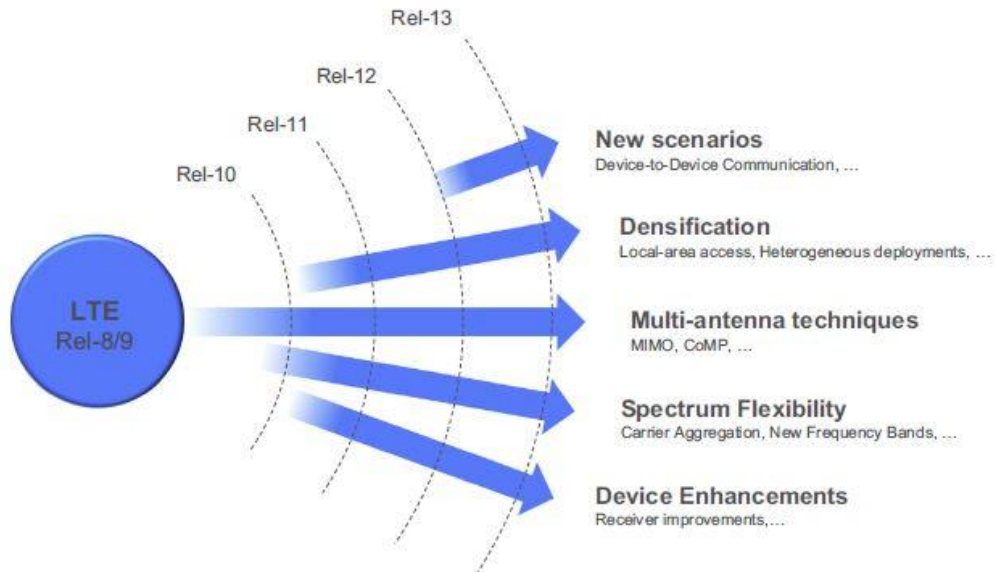 Rel-13
Rel-12
Rel-11
Rel-10
LTE
Rel-8/9
New scenarios
Device-to-Device Communication, ...
Densification
Local-area access, Heterogeneous deployments, ...
Multi-antenna techniques
MIMO, CoMP, ...
Spectrum Flexibility
Carrier Aggregation, New Frequency Bands, ...
Device Enhancements
Receiver improvements,...